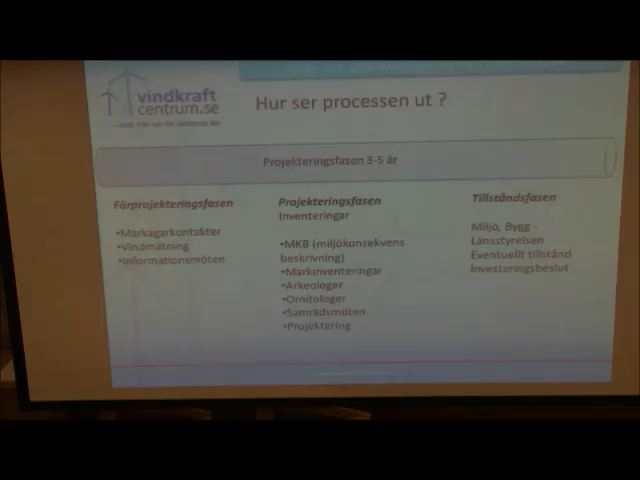 vindkraft
centrum.se
Hur ser processen ut ?
Projekteringsfasen 3-5 år
Förprojekteringsfasen
•Markägarkontakter
•Vindmätning
•Informationsmöten
Projekteringsfasen
Inventeringar
•MKB (miljökonsekvens
beskrivning)
•Markinventeringar
•Arkeologer
•Ornitologer
•Samrådsmöten
•Projektering
Tillståndsfasen
Miljö, Bygg -
Länsstyrelsen
Eventuellt tillstånd
Investeringsbeslut